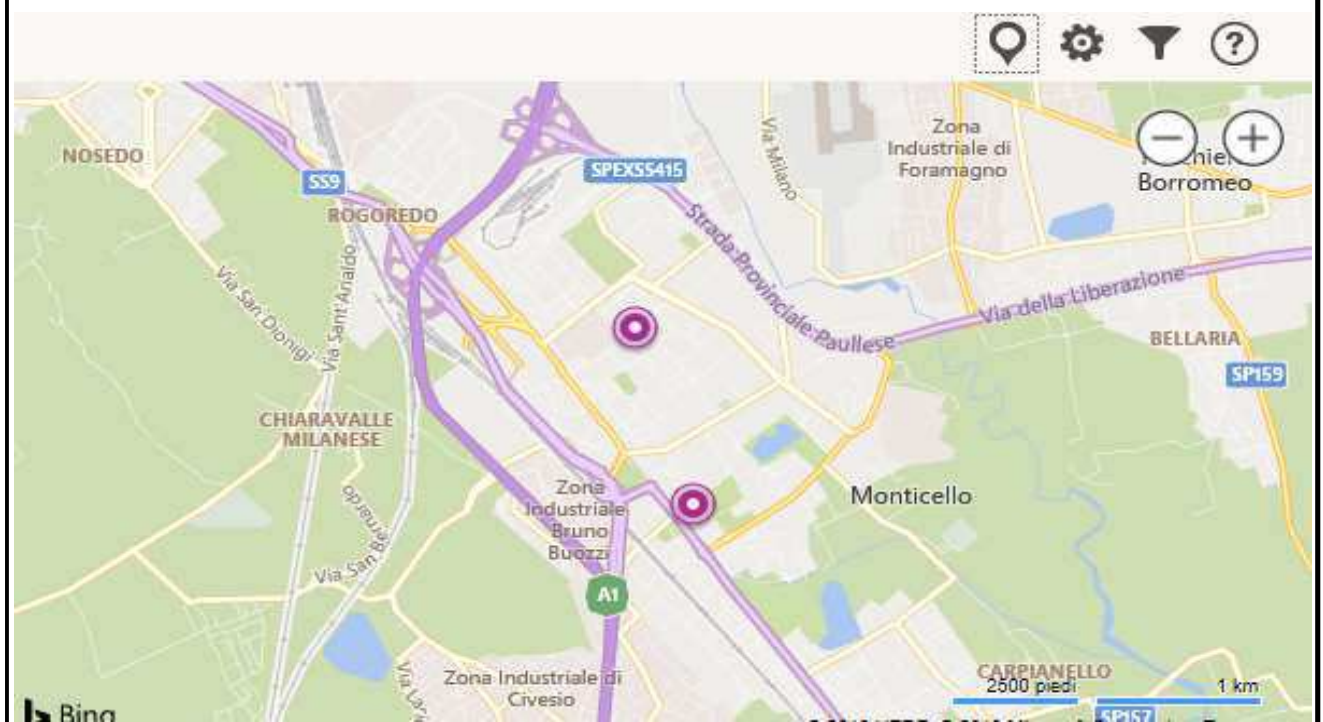 ?
NOSEDO
SS9
SPEXSS415
Via Milano
Zona
Industriale di
Foramagno
Borromeo
ROGOREDO
Via San Dionigi
Via Sant'Arialdo
Strada Provinciale Paullese
Via della Liberazione
BELLARIA
SP159
CHIARAVALLE
MILANESE
Via San Bernardo
Zona
Industriale
Bruno
Buozzi
Monticello
A1
Zona Industriale di
Civesio
CARPIANELLO
2500 piedi
1 km
SP157
Bing